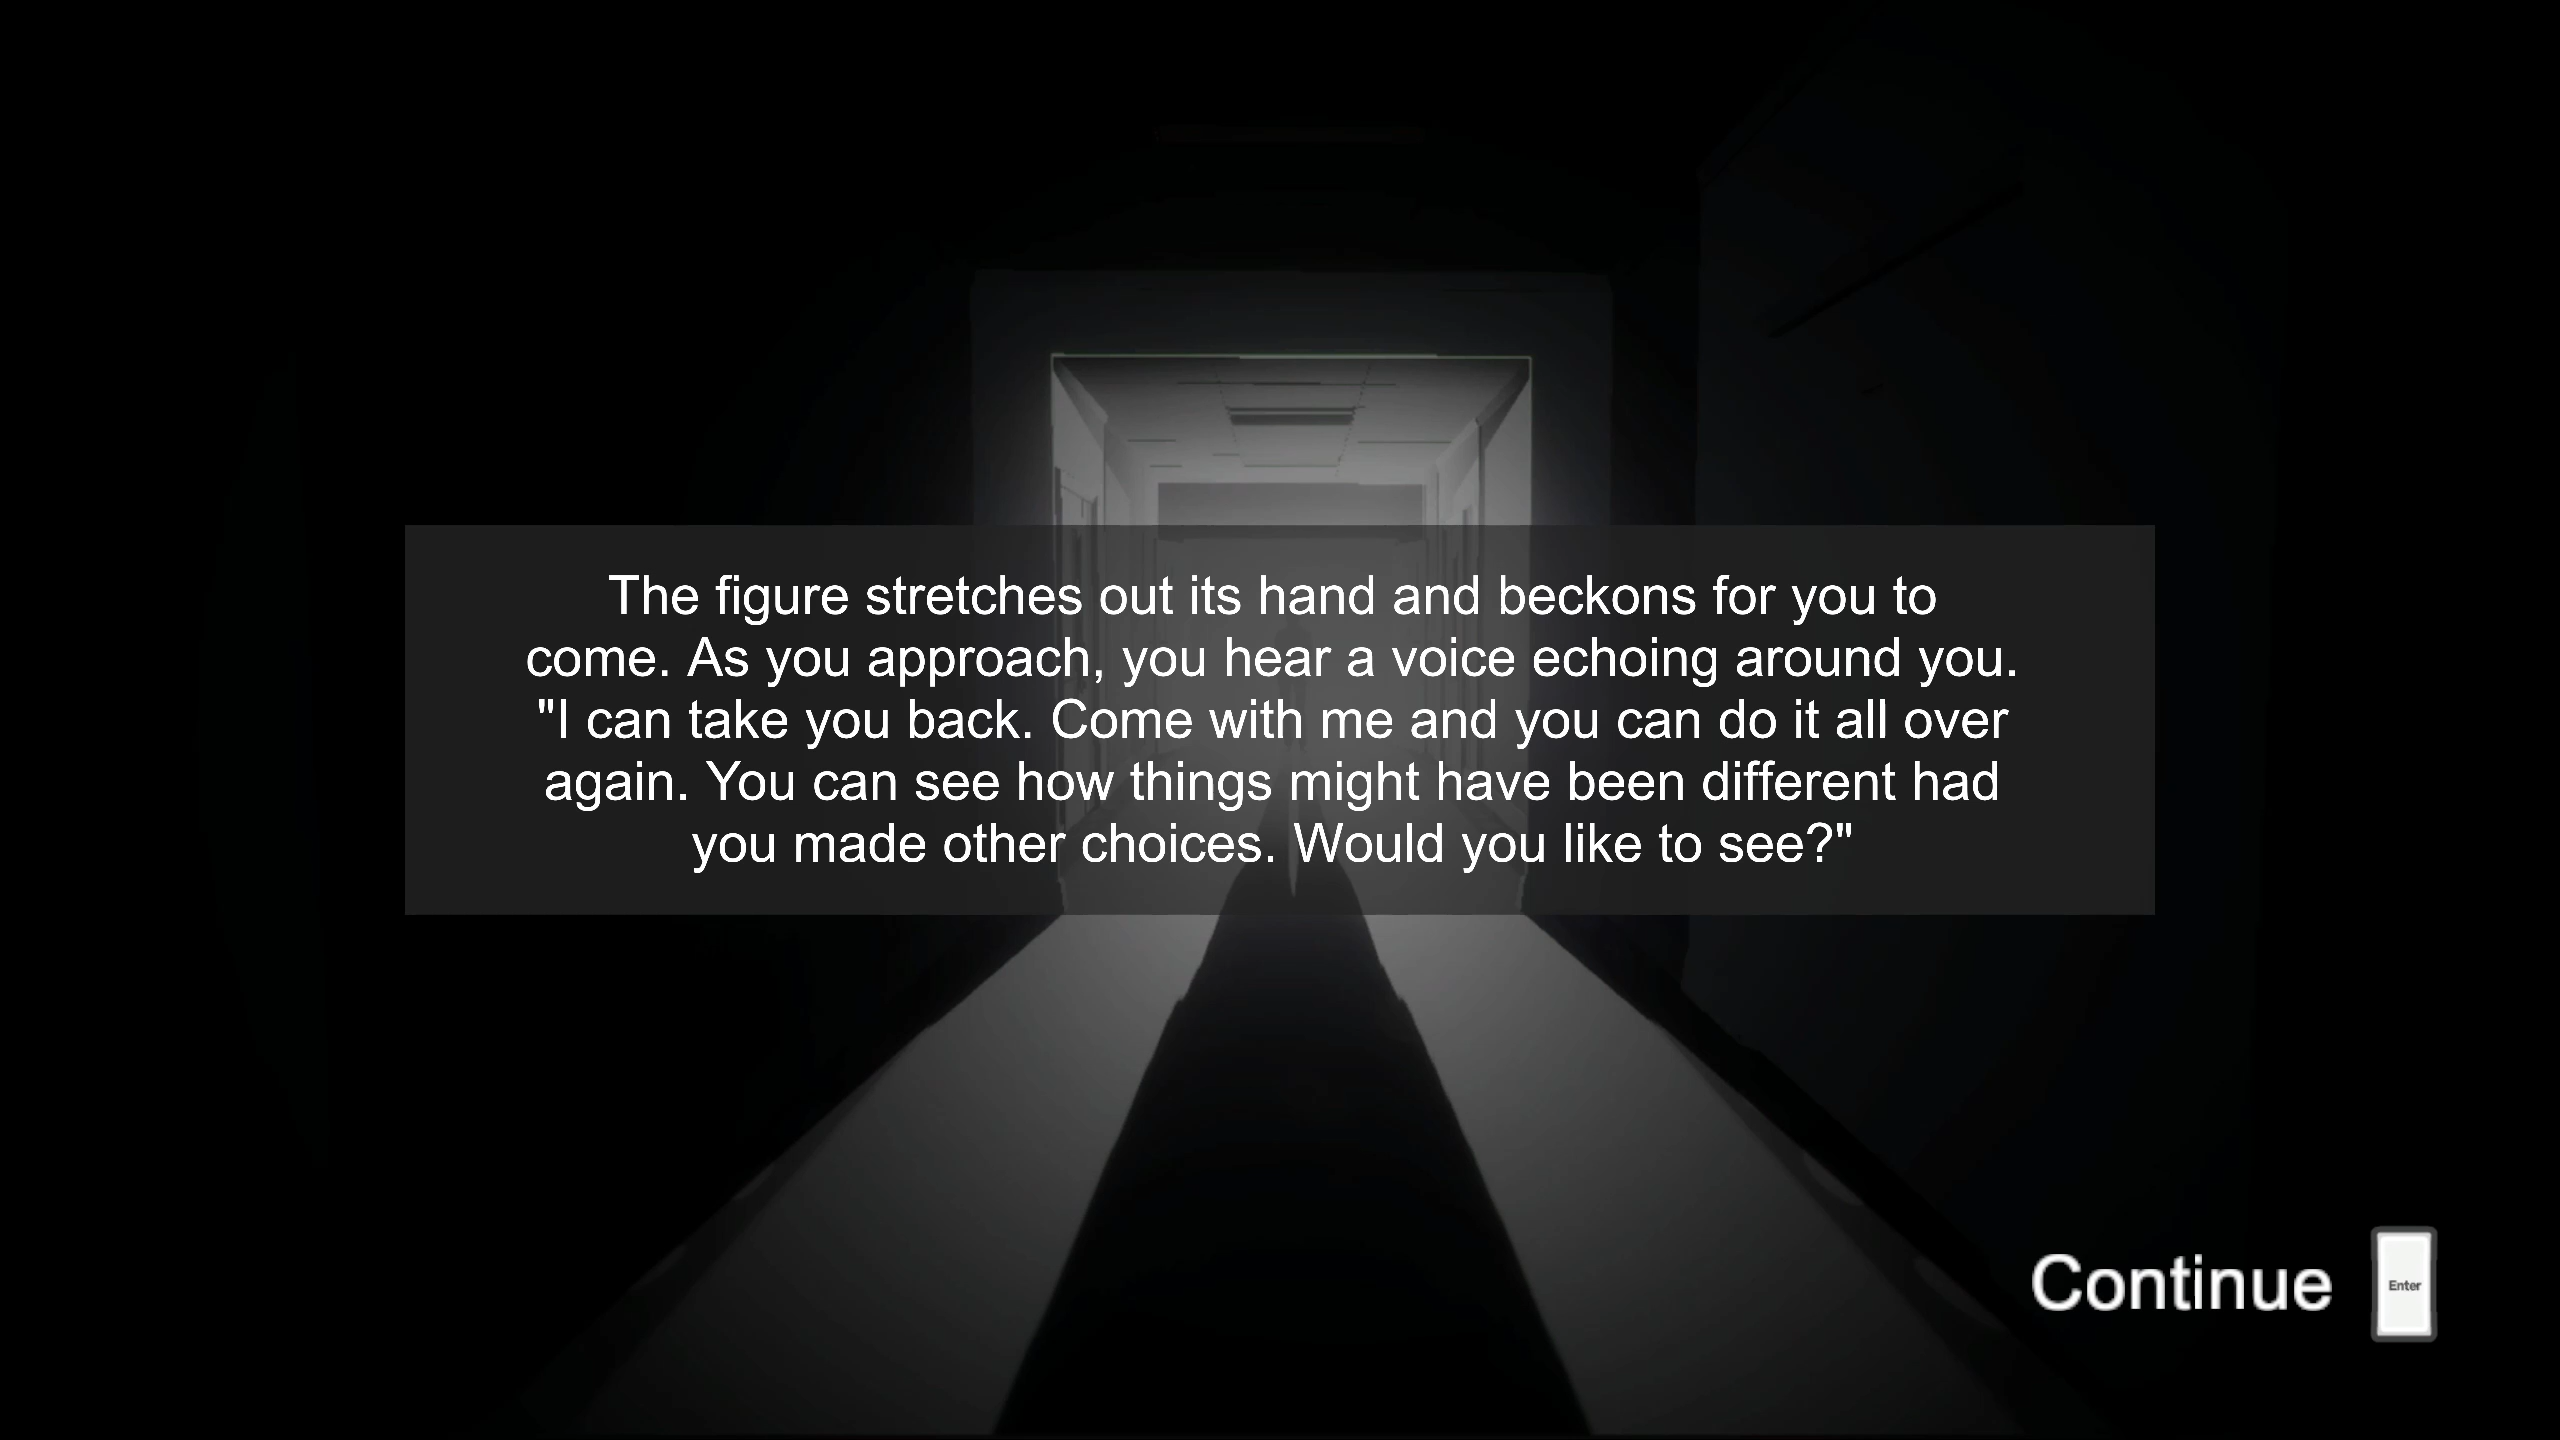 The figure stretches out its hand and beckons for you to
come. As you approach, you hear a voice echoing around you.
"I can take you back. Come with me and you can do it all over
again. You can see how things might have been different had
you made other choices. Would you like to see?"
Continue
Enter